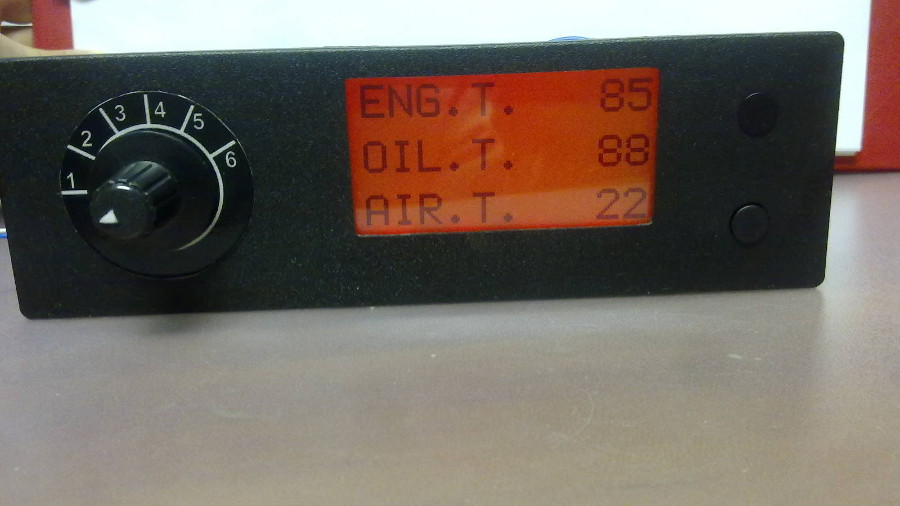 1 2 3 4 5 6
ENG.T. 85
OIL.T. 88
AIR.T. 22